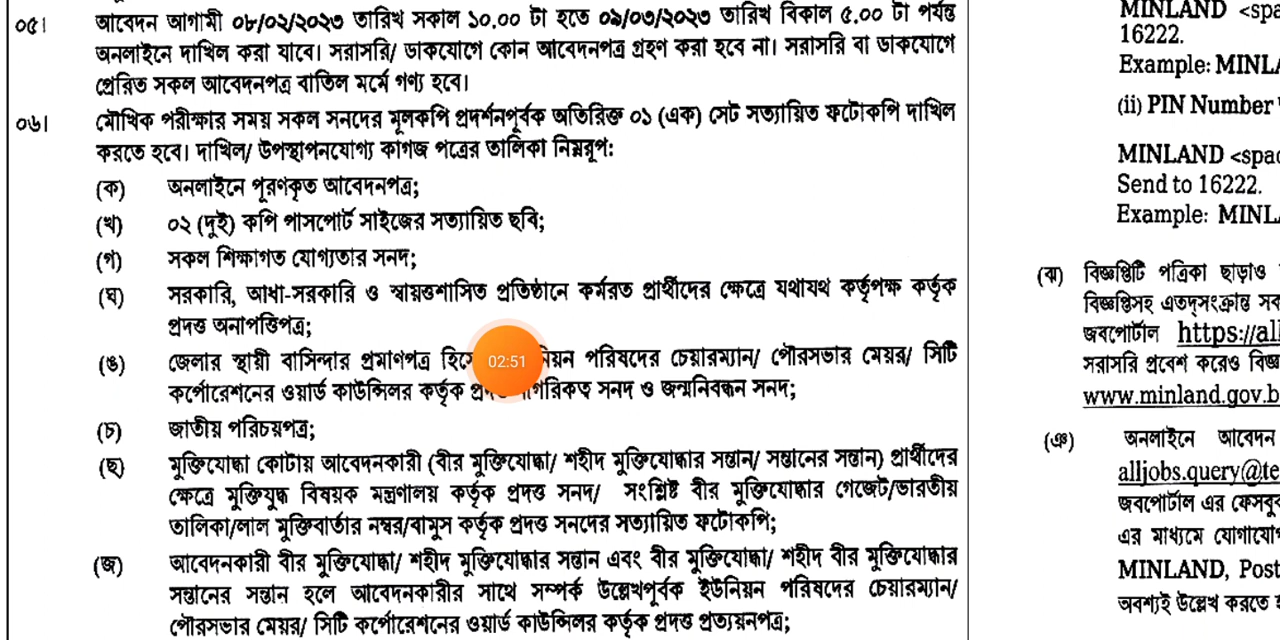 ০৫। আবেদন আগামী ০৮/০২/২০২৩ তারিখ সকাল ১০.০০ টা হতে ০৯/০৩/২০২৩ তারিখ বিকাল ৫.০০ টা পর্যন্ত
অনলাইনে দাখিল করা যাবে। সরাসরি/ ডাকযোগে কোন আবেদনপত্র গ্রহণ করা হবে না। সরাসরি বা ডাকযোগে
প্রেরিত সকল আবেদনপত্র বাতিল মর্মে গণ্য হবে।
০৬। মৌখিক পরীক্ষার সময় সকল সনদের মূলকপি প্রদর্শনপূর্বক অতিরিক্ত ০১ (এক) সেট সত্যায়িত ফটোকপি দাখিল
করতে হবে। দাখিল/ উপস্থাপনযোগ্য কাগজ পত্রের তালিকা নিম্নরূপ:
(ক) অনলাইনে পূরণকৃত আবেদনপত্র;
(খ) ০২ (দুই) কপি পাসপোর্ট সাইজের সত্যায়িত ছবি;
(গ) সকল শিক্ষাগত যোগ্যতার সনদ;
(ঘ) সরকারি, আধা-সরকারি ও স্বায়ত্তশাসিত প্রতিষ্ঠানে কর্মরত প্রার্থীদের ক্ষেত্রে যথাযথ কর্তৃপক্ষ কর্তৃক
প্রদত্ত অনাপত্তিপত্র;
(ঙ) জেলার স্থায়ী বাসিন্দার প্রমাণপত্র পরিষদের চেয়ারম্যান/ পৌরসভার মেয়র/ সিটি
কর্পোরেশনের ওয়ার্ড কাউন্সিলর কর্তৃক সনদ ও জন্মনিবন্ধন সনদ;
02:51
(চ) জাতীয় পরিচয়পত্র;
(ছ) মুক্তিযোদ্ধা কোটায় আবেদনকারী (বীর মুক্তিযোদ্ধা/ শহীদ মুক্তিযোদ্ধার সন্তান/ সন্তানের সন্তান) প্রার্থীদের
ক্ষেত্রে মুক্তিযুদ্ধ বিষয়ক মন্ত্রণালয় কর্তৃক প্রদত্ত সনদ/ সংশ্লিষ্ট বীর মুক্তিযোদ্ধার গেজেট/ভারতীয়
তালিকা/লাল মুক্তিবার্তার নম্বর/বামুস কর্তৃক প্রদত্ত সনদের সত্যায়িত ফটোকপি;
(জ) আবেদনকারী বীর মুক্তিযোদ্ধা/ শহীদ মুক্তিযোদ্ধার সন্তান এবং বীর মুক্তিযোদ্ধা/ শহীদ বীর মুক্তিযোদ্ধার
সন্তানের সন্তান হলে আবেদনকারীর সাথে সম্পর্ক উল্লেখপূর্বক ইউনিয়ন পরিষদের চেয়ারম্যান/
পৌরসভার মেয়র/ সিটি কর্পোরেশনের ওয়ার্ড কাউন্সিলর কর্তৃক প্রদত্ত প্রত্যয়নপত্র;
MINLAND <spa
16222.
Example: MINLA
(ii) PIN Number
MINLAND <spac
Send to 16222.
Example: MINLA
(ঝ) বিজ্ঞপ্তিটি পত্রিকা ছাড়াও
বিজ্ঞপ্তিসহ এতদ্‌সংক্রান্ত সক
জবপোর্টাল https://all
সরাসরি প্রবেশ করেও বিজ্ঞ
www.minland.gov.b
(ঞ) অনলাইনে আবেদন
alljobs.query@te
জবপোর্টাল এর ফেসবুক
এর মাধ্যমে যোগাযোগ
MINLAND, Post
অবশ্যই উল্লেখ করতে হ